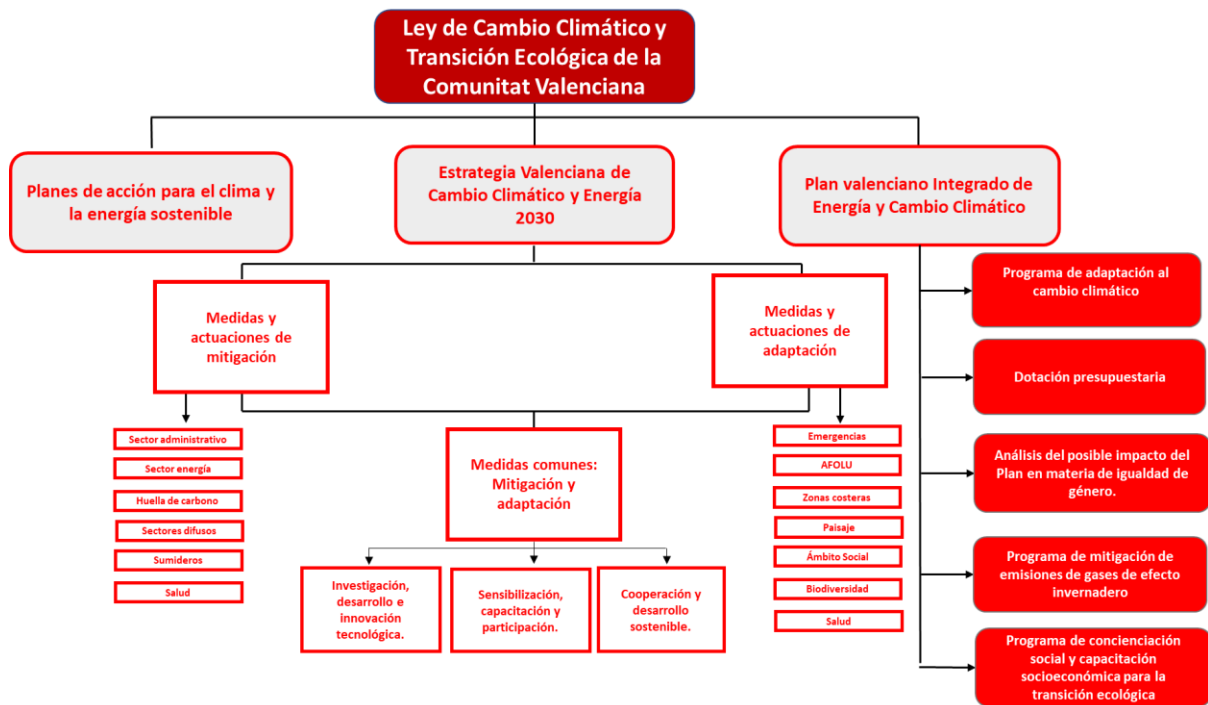 Ley de Cambio Climático y
Transición Ecológica de la
Comunitat Valenciana
Planes de acción para el clima y
la energía sostenible
Estrategia Valenciana de
Cambio Climático y Energía
2030
Plan valenciano Integrado de
Energía y Cambio Climático
Medidas y
actuaciones de
mitigación
Medidas y
actuaciones de
adaptación
Sector administrativo
Sector energía
Huella de carbono
Sectores difusos
Sumideros
Salud
Medidas comunes:
Mitigación y
adaptación
Investigación,
desarrollo e
innovación
tecnológica.
Sensibilización,
capacitación y
participación.
Cooperación y
desarrollo
sostenible.
Emergencias
AFOLU
Zonas costeras
Paisaje
Ámbito Social
Biodiversidad
Salud
Programa de adaptación al
cambio climático
Dotación presupuestaria
Análisis del posible impacto del
Plan en materia de igualdad de
género.
Programa de mitigación de
emisiones de gases de efecto
invernadero
Programa de concienciación
social y capacitación
socioeconómica para la
transición ecológica